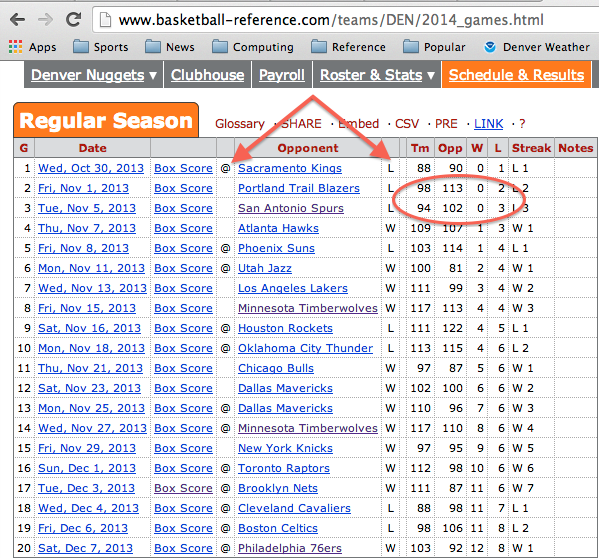 www.basketball-reference.com/teams/DEN/2014_games.html
Apps Sports News Computing Reference Popular Denver Weather
Denver Nuggets ▾ Clubhouse Payroll Roster & Stats ▾ Schedule & Results
Regular Season Glossary · SHARE · Embed · CSV · PRE · LINK · ?
G Date Opponent Tm Opp W L Streak Notes
1 Wed, Oct 30, 2013 Box Score @ Sacramento Kings L 88 90 0 1 L 1
2 Fri, Nov 1, 2013 Box Score Portland Trail Blazers L 98 113 0 2 L 2
3 Tue, Nov 5, 2013 Box Score San Antonio Spurs L 94 102 0 3 L 3
4 Thu, Nov 7, 2013 Box Score Atlanta Hawks W 109 107 1 3 W 1
5 Fri, Nov 8, 2013 Box Score @ Phoenix Suns L 103 114 1 4 L 1
6 Mon, Nov 11, 2013 Box Score @ Utah Jazz W 100 81 2 4 W 1
7 Wed, Nov 13, 2013 Box Score Los Angeles Lakers W 111 99 3 4 W 2
8 Fri, Nov 15, 2013 Box Score Minnesota Timberwolves W 117 113 4 4 W 3
9 Sat, Nov 16, 2013 Box Score @ Houston Rockets L 111 122 4 5 L 1
10 Mon, Nov 18, 2013 Box Score @ Oklahoma City Thunder L 113 115 4 6 L 2
11 Thu, Nov 21, 2013 Box Score Chicago Bulls W 97 87 5 6 W 1
12 Sat, Nov 23, 2013 Box Score Dallas Mavericks W 102 100 6 6 W 2
13 Mon, Nov 25, 2013 Box Score @ Dallas Mavericks W 110 96 7 6 W 3
14 Wed, Nov 27, 2013 Box Score @ Minnesota Timberwolves W 117 110 8 6 W 4
15 Fri, Nov 29, 2013 Box Score New York Knicks W 97 95 9 6 W 5
16 Sun, Dec 1, 2013 Box Score @ Toronto Raptors W 112 98 10 6 W 6
17 Tue, Dec 3, 2013 Box Score @ Brooklyn Nets W 111 87 11 6 W 7
18 Wed, Dec 4, 2013 Box Score @ Cleveland Cavaliers L 88 98 11 7 L 1
19 Fri, Dec 6, 2013 Box Score @ Boston Celtics L 98 106 11 8 L 2
20 Sat, Dec 7, 2013 Box Score @ Philadelphia 76ers W 103 92 12 8 W 1